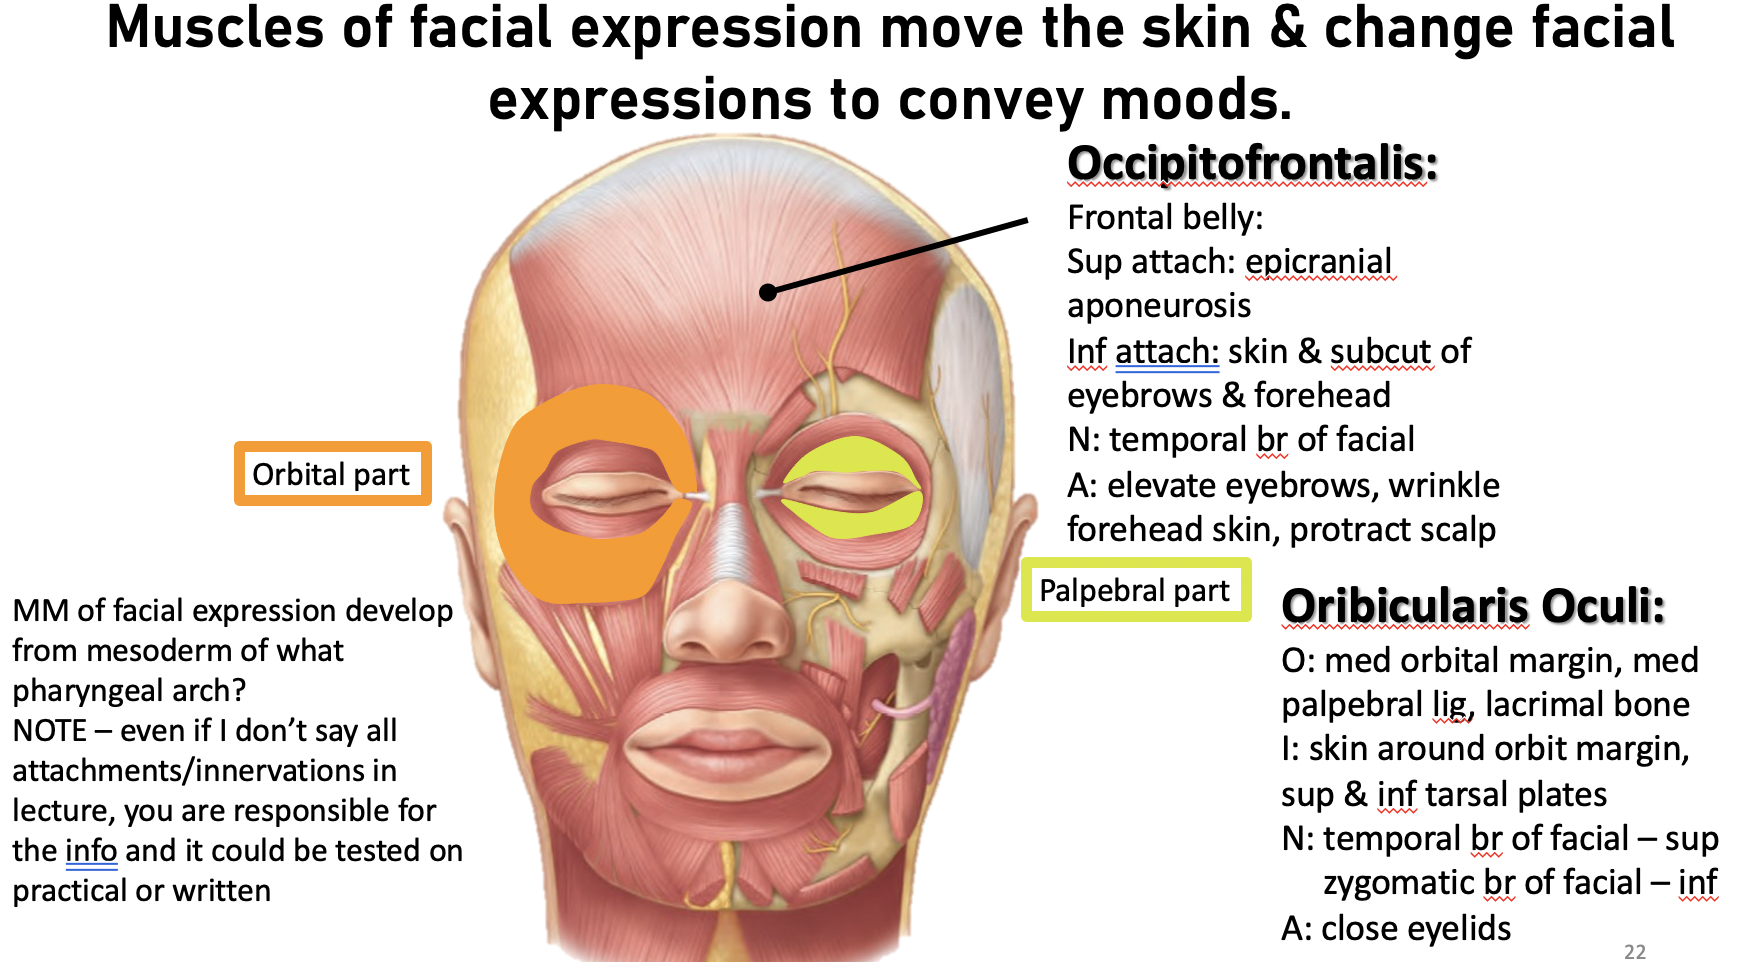 Muscles of facial expression move the skin & change facial
expressions to convey moods.
Occipitofrontalis:
Frontal belly:
Sup attach: epicranial
aponeurosis
Inf attach: skin & subcut of
eyebrows & forehead
N: temporal br of facial
A: elevate eyebrows, wrinkle
forehead skin, protract scalp
Orbital part
Palpebral part
MM of facial expression develop
from mesoderm of what
pharyngeal arch?
NOTE – even if I don’t say all
attachments/innervations in
lecture, you are responsible for
the info and it could be tested on
practical or written
Oribicularis Oculi:
O: med orbital margin, med
palpebral lig, lacrimal bone
I: skin around orbit margin,
sup & inf tarsal plates
N: temporal br of facial – sup
zygomatic br of facial – inf
A: close eyelids
22